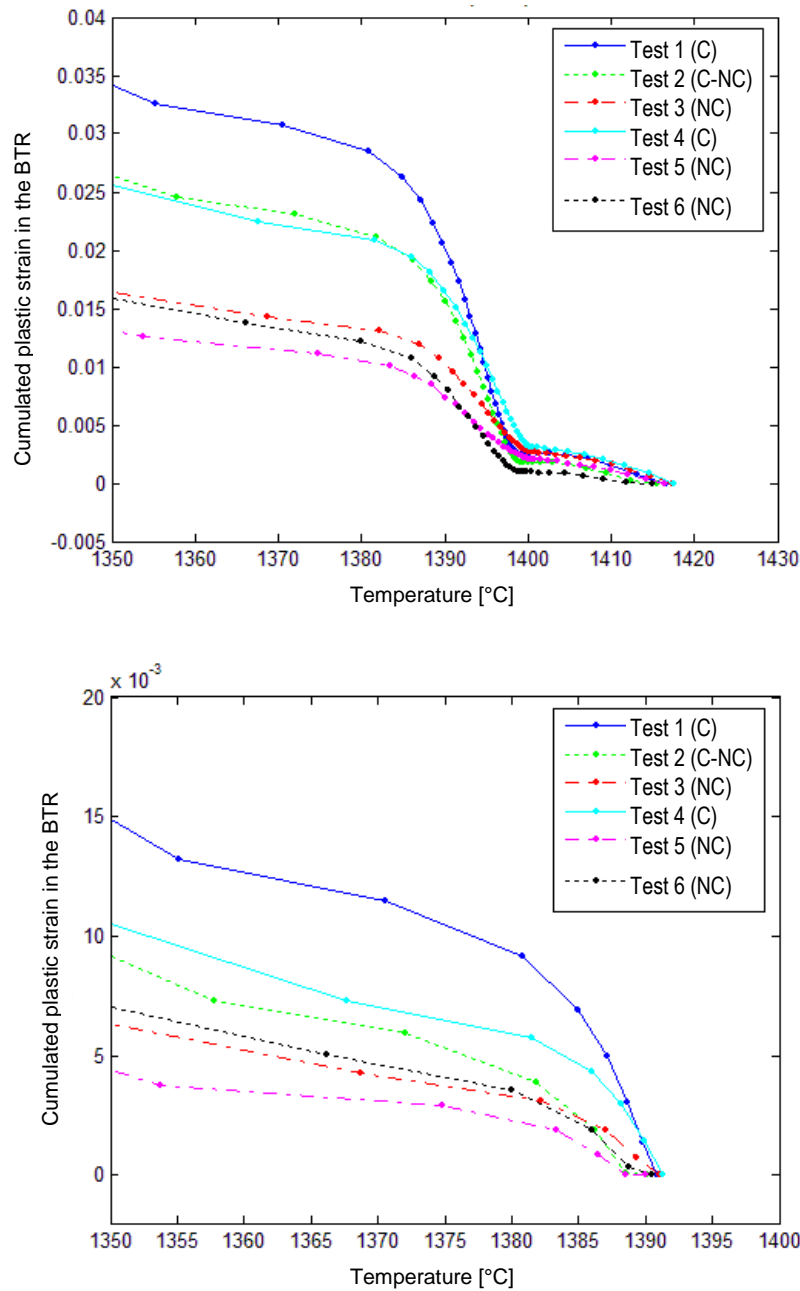 0.04
0.035
0.03
0.025
0.02
0.015
0.01
0.005
0
-0.005
Cumulated plastic strain in the BTR
Test 1 (C)
Test 2 (C-NC)
Test 3 (NC)
Test 4 (C)
Test 5 (NC)
Test 6 (NC)
1350 1360 1370 1380 1390 1400 1410 1420 1430
Temperature [°C]
x 10⁻³
20
15
10
5
0
Cumulated plastic strain in the BTR
Test 1 (C)
Test 2 (C-NC)
Test 3 (NC)
Test 4 (C)
Test 5 (NC)
Test 6 (NC)
1350 1355 1360 1365 1370 1375 1380 1385 1390 1395 1400
Temperature [°C]